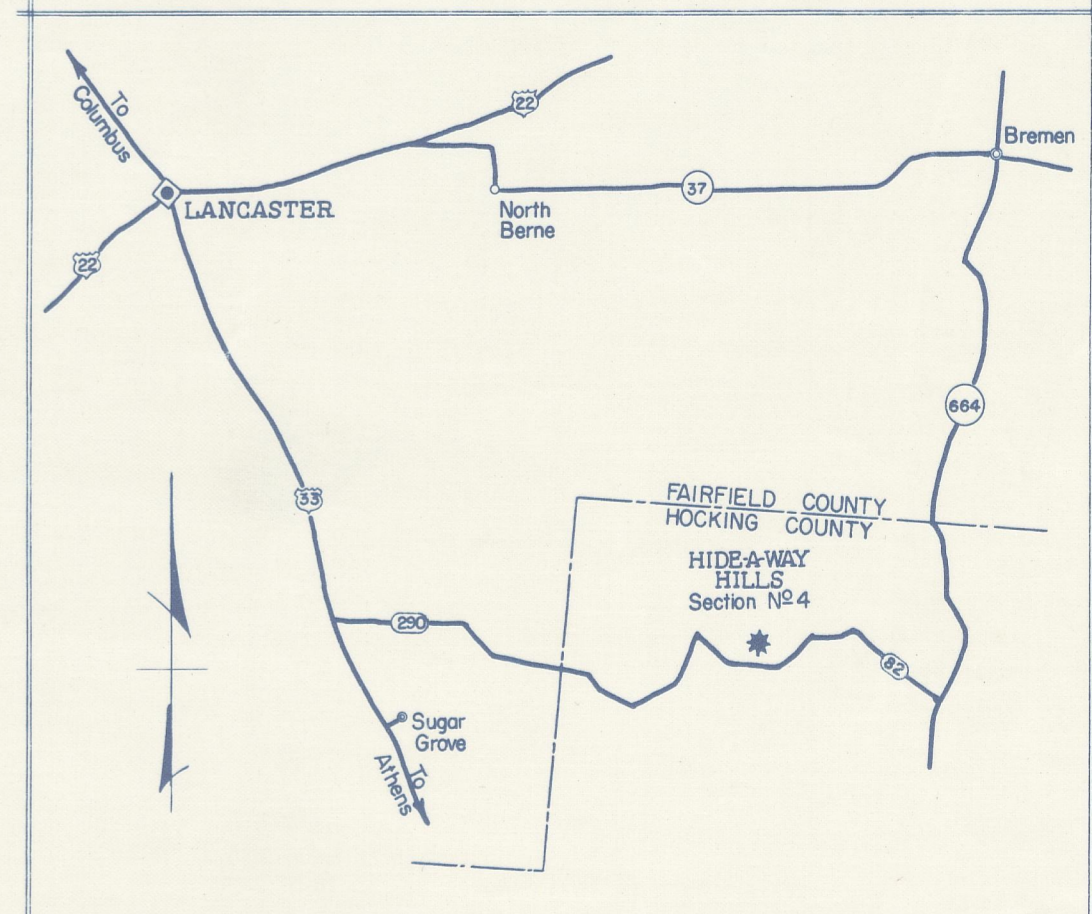 To
Columbus
22
Bremen
LANCASTER
37
North
Berne
22
664
33
FAIRFIELD COUNTY
HOCKING COUNTY
HIDE-A-WAY
HILLS
Section Nº 4
290
82
Sugar
Grove
To
Athens